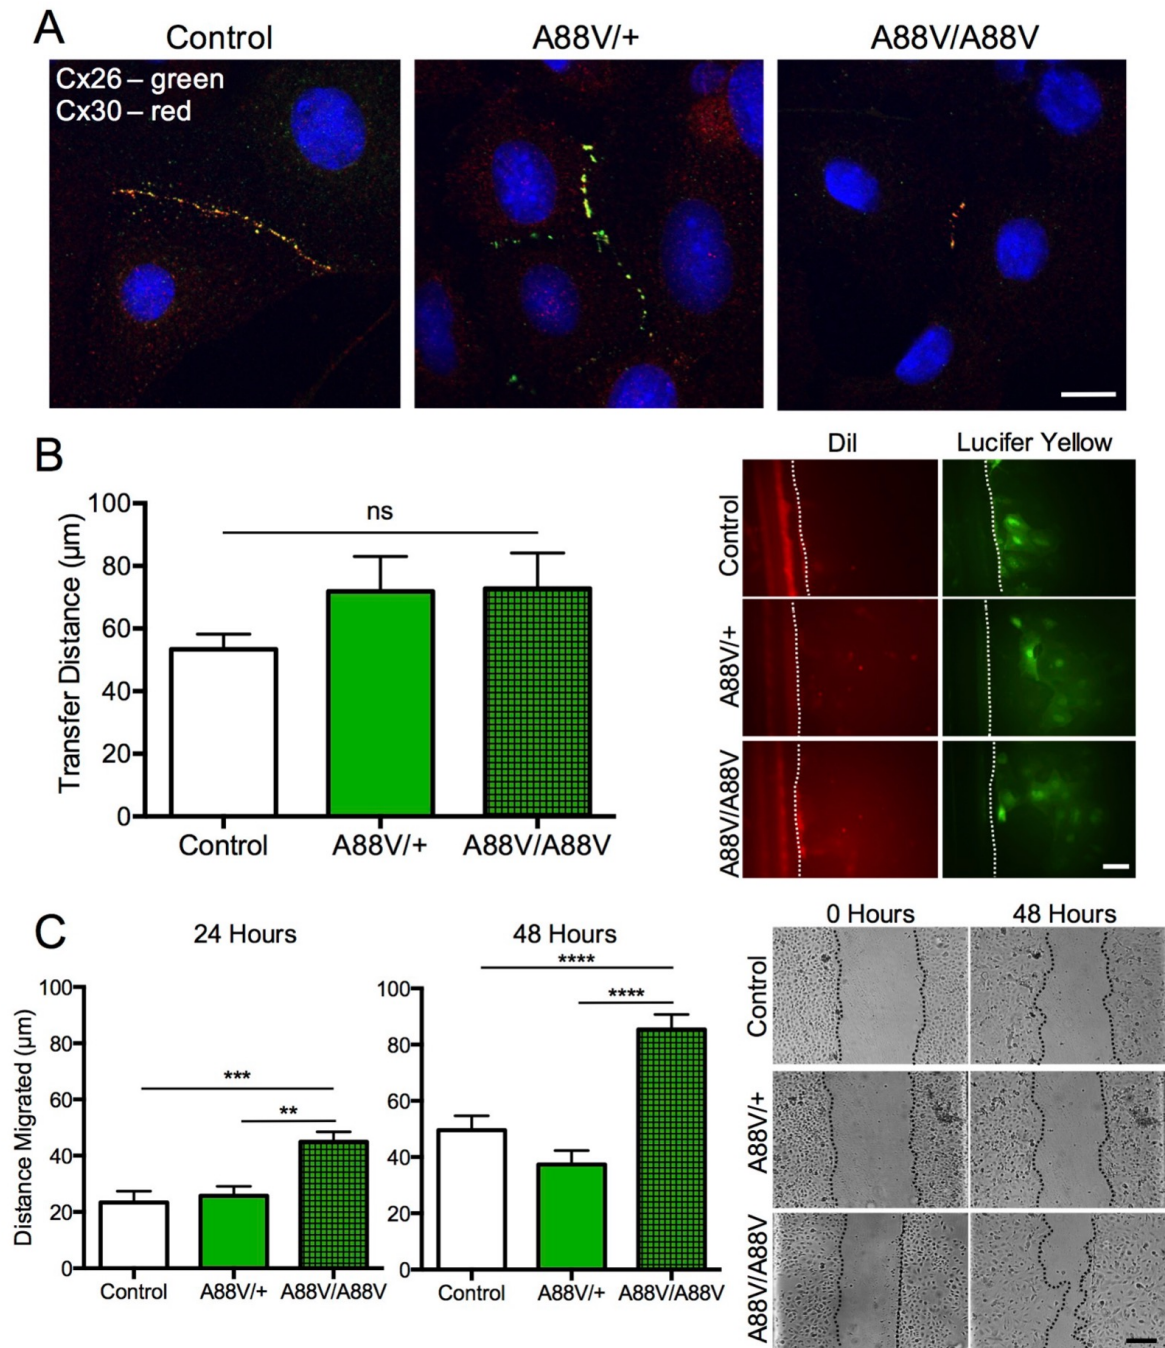 A
Control
A88V/+
A88V/A88V
Cx26 – green
Cx30 – red
B
100
80
60
40
20
0
Transfer Distance (µm)
ns
Control
A88V/+
A88V/A88V
Dil
Lucifer Yellow
Control
A88V/+
A88V/A88V
C
24 Hours
48 Hours
Distance Migrated (µm)
100
80
60
40
20
0
***
**
Control
A88V/+
A88V/A88V
100
80
60
40
20
0
****
****
Control
A88V/+
A88V/A88V
0 Hours
48 Hours
Control
A88V/+
A88V/A88V